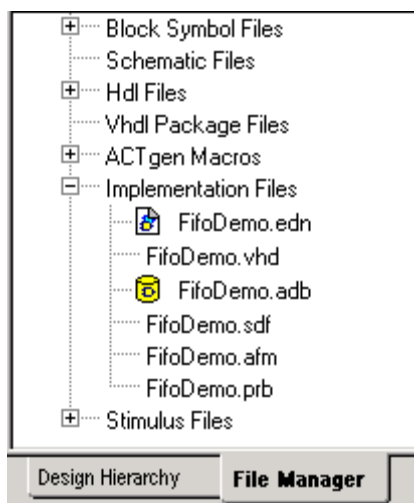 Block Symbol Files
Schematic Files
Hdl Files
Vhdl Package Files
ACTgen Macros
Implementation Files
FifoDemo.edn
FifoDemo.vhd
FifoDemo.adb
FifoDemo.sdf
FifoDemo.afm
FifoDemo.prb
Stimulus Files
Design Hierarchy File Manager